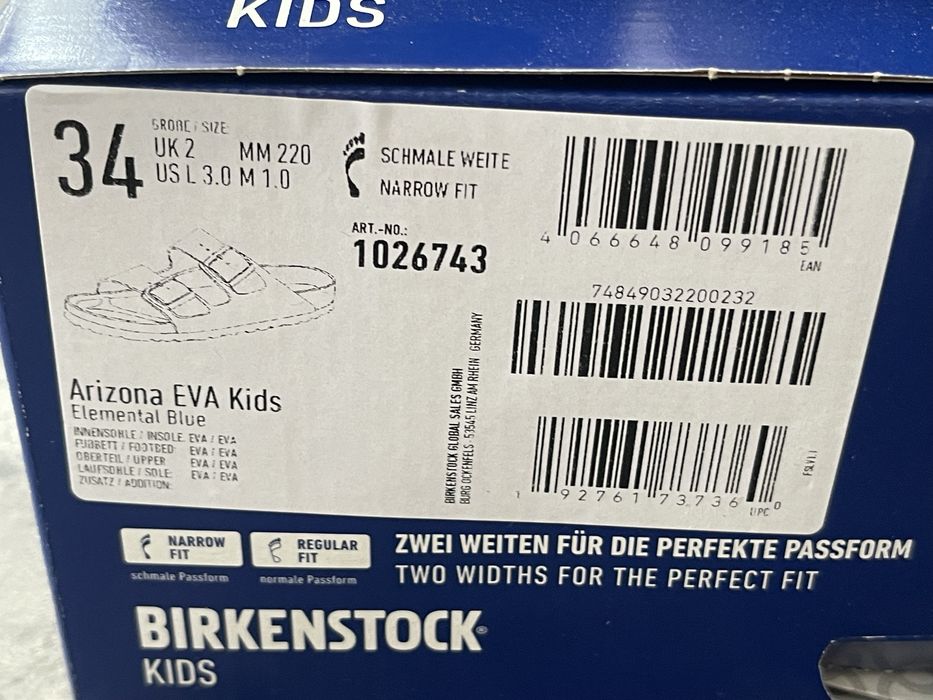 KIDS
34
GRÖẞE / SIZE:
UK 2 MM 220
US L 3.0 M 1.0
SCHMALE WEITE
NARROW FIT
ART.-NO.:
1026743
4 066648 099185
EAN
74849032200232
1 92761 73736 0
UPC
Arizona EVA Kids
Elemental Blue
INNENSOHLE / INSOLE: EVA / EVA
FUẞBETT / FOOTBED: EVA / EVA
OBERTEIL / UPPER EVA / EVA
LAUFSOHLE / SOLE: EVA / EVA
ZUSATZ / ADDITION:
BIRKENSTOCK GLOBAL SALES GMBH
BURG OCKENFELS · 53545 LINZ AM RHEIN · GERMANY
NARROW FIT
schmale Passform
REGULAR FIT
normale Passform
ZWEI WEITEN FÜR DIE PERFEKTE PASSFORM
TWO WIDTHS FOR THE PERFECT FIT
BIRKENSTOCK®
KIDS